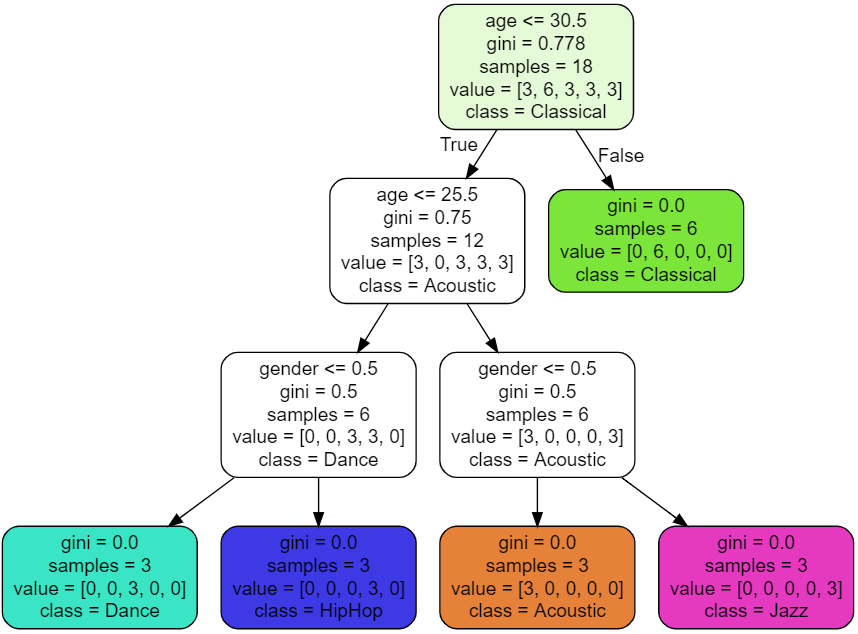 age <= 30.5
gini = 0.778
samples = 18
value = [3, 6, 3, 3, 3]
class = Classical
True
False
age <= 25.5
gini = 0.75
samples = 12
value = [3, 0, 3, 3, 3]
class = Acoustic
gini = 0.0
samples = 6
value = [0, 6, 0, 0, 0]
class = Classical
gender <= 0.5
gini = 0.5
samples = 6
value = [0, 0, 3, 3, 0]
class = Dance
gender <= 0.5
gini = 0.5
samples = 6
value = [3, 0, 0, 0, 3]
class = Acoustic
gini = 0.0
samples = 3
value = [0, 0, 3, 0, 0]
class = Dance
gini = 0.0
samples = 3
value = [0, 0, 0, 3, 0]
class = HipHop
gini = 0.0
samples = 3
value = [3, 0, 0, 0, 0]
class = Acoustic
gini = 0.0
samples = 3
value = [0, 0, 0, 0, 3]
class = Jazz